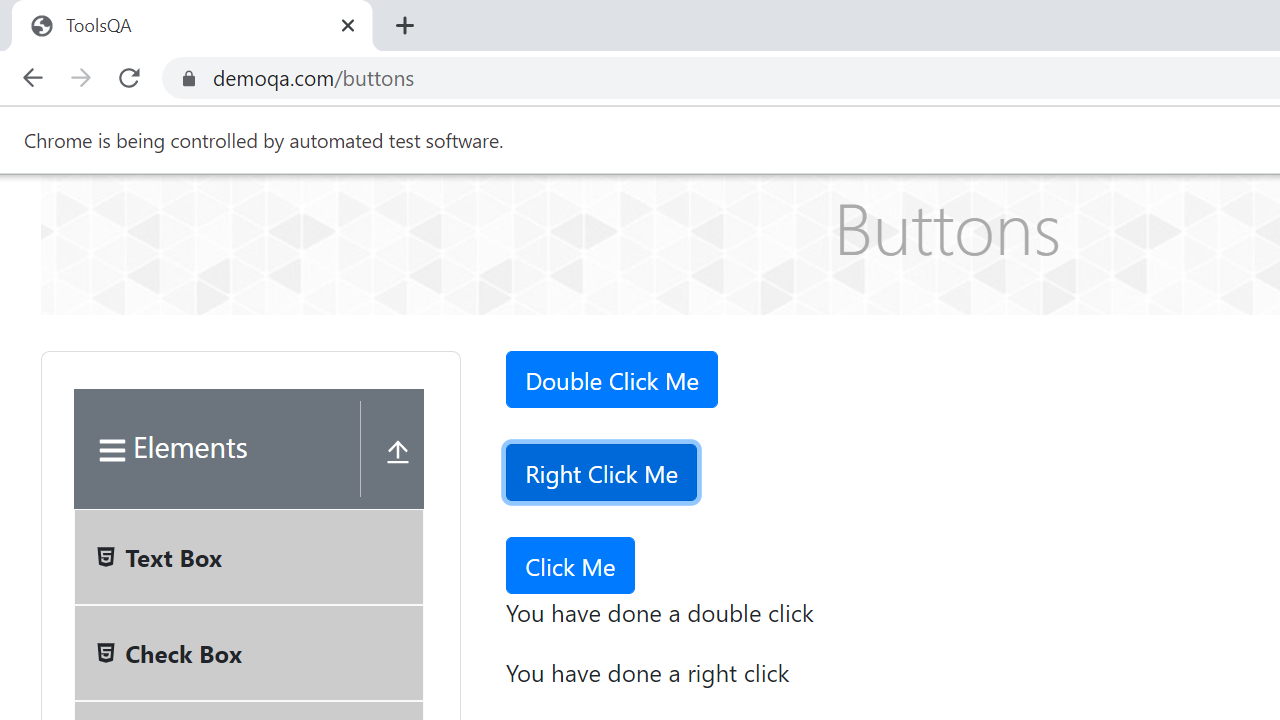 ToolsQA
demoqa.com/buttons
Chrome is being controlled by automated test software.
Buttons
Elements
Text Box
Check Box
Double Click Me
Right Click Me
Click Me
You have done a double click
You have done a right click